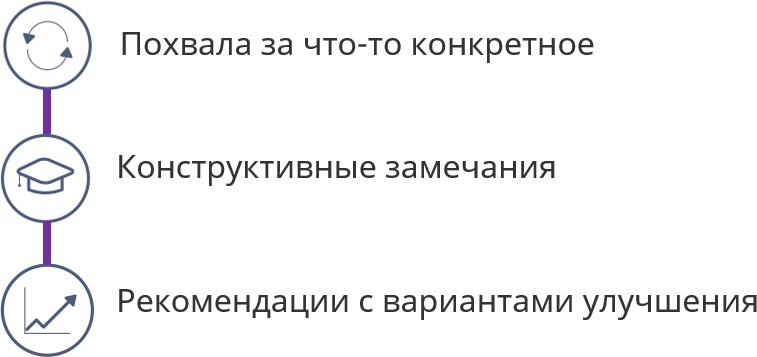 Похвала за что-то конкретное
Конструктивные замечания
Рекомендации с вариантами улучшения